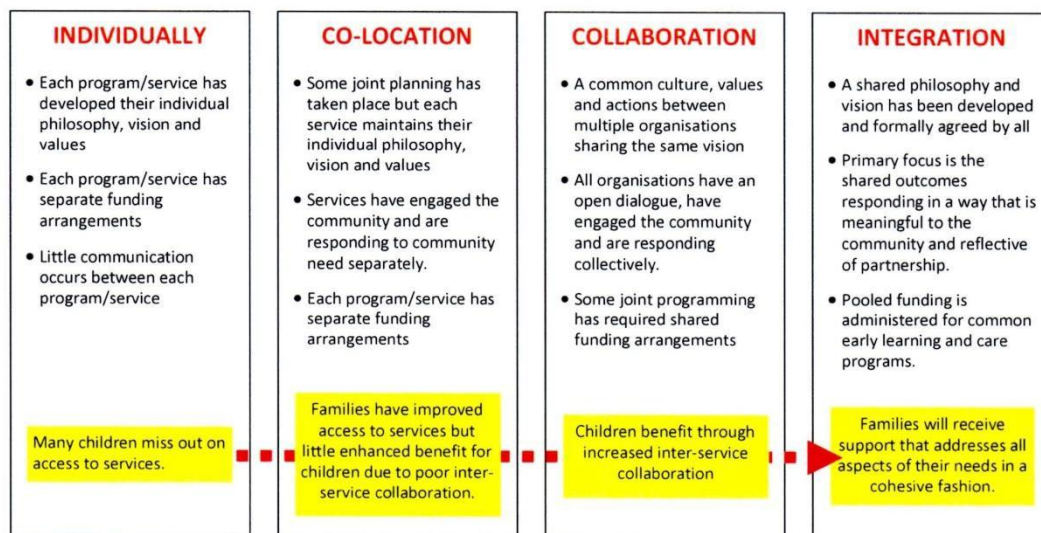 INDIVIDUALLY
• Each program/service has
developed their individual
philosophy, vision and
values
• Each program/service has
separate funding
arrangements
• Little communication
occurs between each
program/service
Many children miss out on
access to services.
CO-LOCATION
• Some joint planning has
taken place but each
service maintains their
individual philosophy,
vision and values
• Services have engaged the
community and are
responding to community
need separately.
• Each program/service has
separate funding
arrangements
Families have improved
access to services but
little enhanced benefit for
children due to poor inter-
service collaboration.
COLLABORATION
• A common culture, values
and actions between
multiple organisations
sharing the same vision
• All organisations have an
open dialogue, have
engaged the community
and are responding
collectively.
• Some joint programming
has required shared
funding arrangements
Children benefit through
increased inter-service
collaboration
INTEGRATION
• A shared philosophy and
vision has been developed
and formally agreed by all
• Primary focus is the
shared outcomes
responding in a way that is
meaningful to the
community and reflective
of partnership.
• Pooled funding is
administered for common
early learning and care
programs.
Families will receive
support that addresses all
aspects of their needs in a
cohesive fashion.